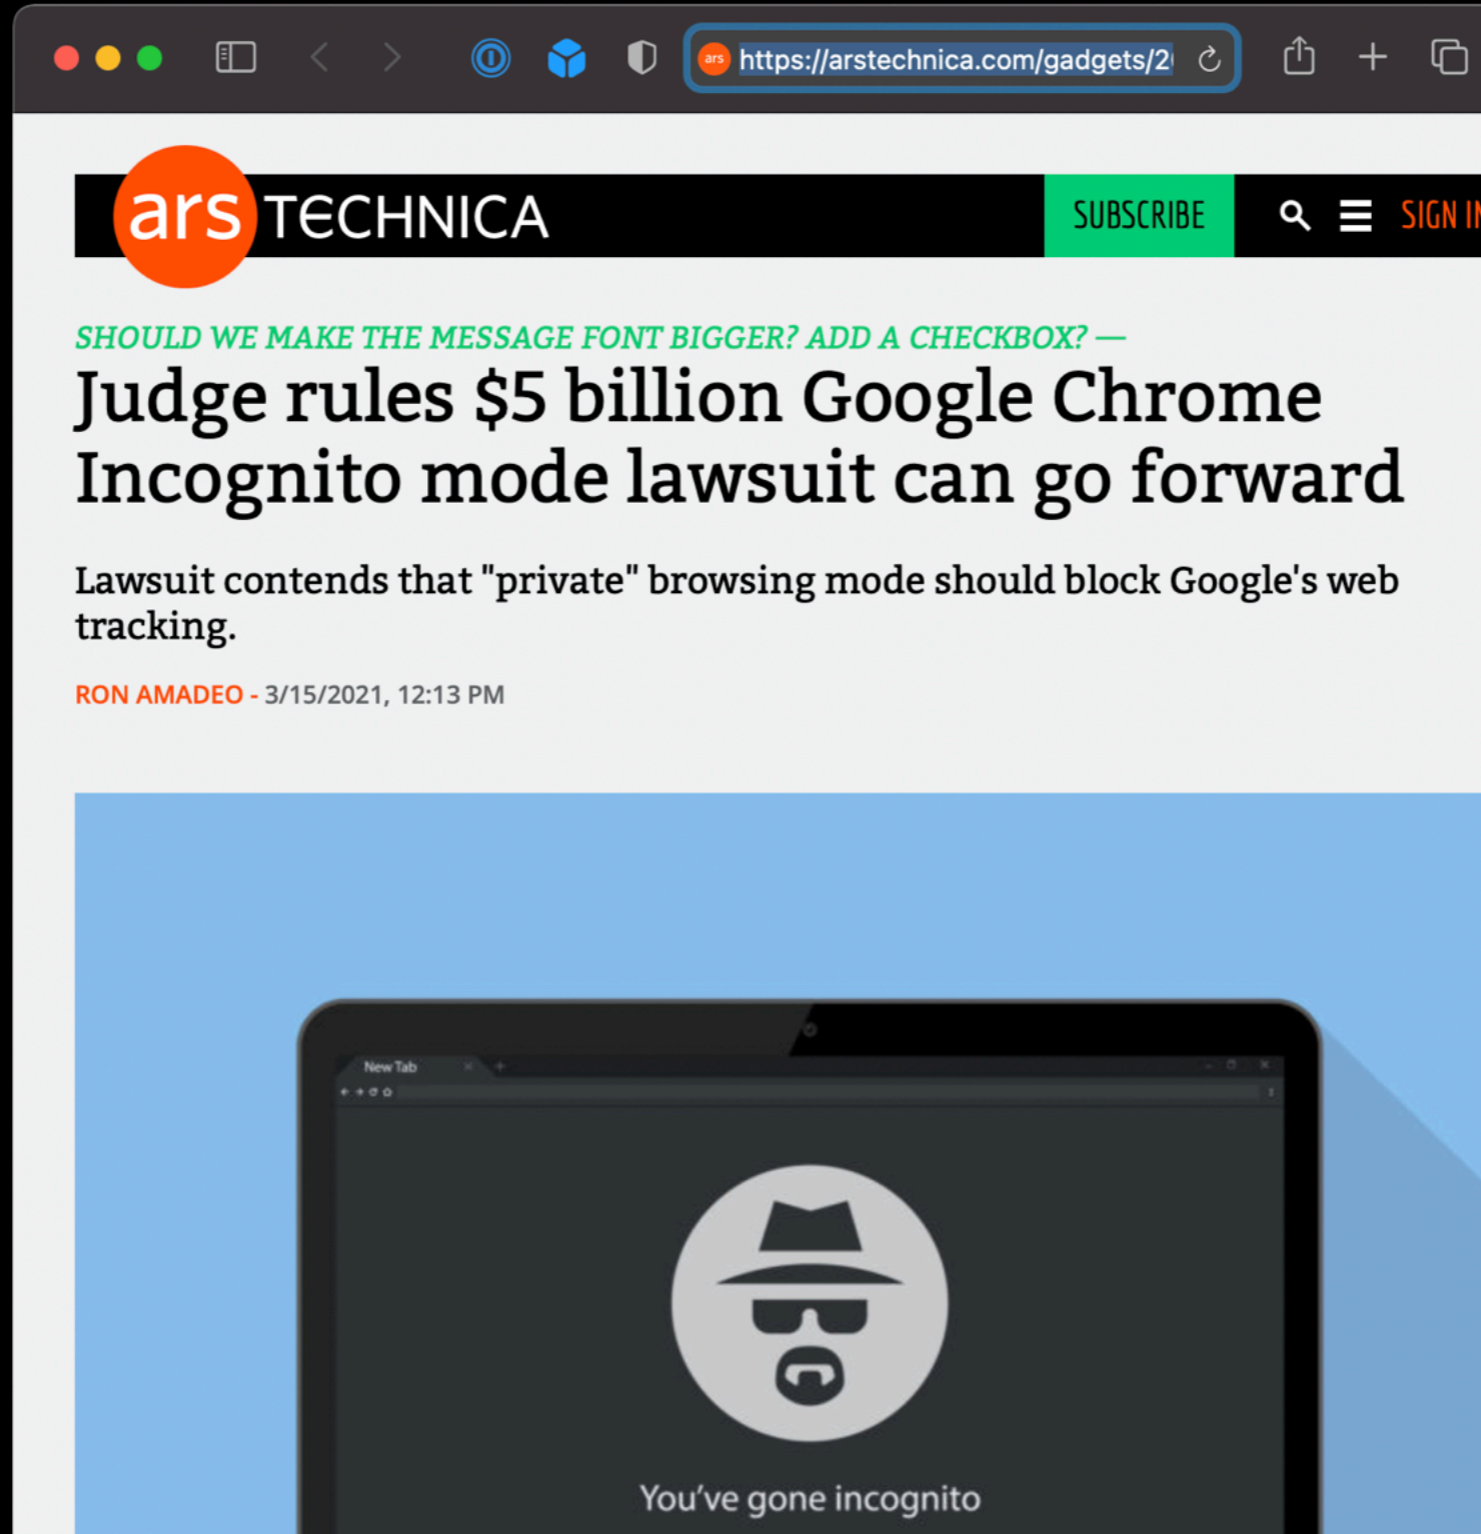 ars https://arstechnica.com/gadgets/2
ars TECHNICA SUBSCRIBE SIGN IN
SHOULD WE MAKE THE MESSAGE FONT BIGGER? ADD A CHECKBOX? —
Judge rules $5 billion Google Chrome
Incognito mode lawsuit can go forward
Lawsuit contends that "private" browsing mode should block Google's web
tracking.
RON AMADEO - 3/15/2021, 12:13 PM
New Tab
You've gone incognito